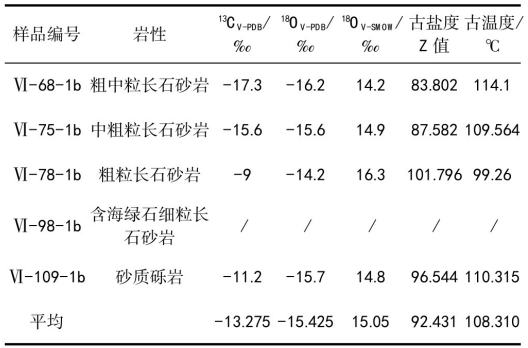 样品编号 岩性 ¹³C V-PDB/‰ ¹⁸O V-PDB/‰ ¹⁸O V-SMOW/‰ 古盐度Z值 古温度/℃
Ⅵ-68-1b 粗中粒长石砂岩 -17.3 -16.2 14.2 83.802 114.1
Ⅵ-75-1b 中粗粒长石砂岩 -15.6 -15.6 14.9 87.582 109.564
Ⅵ-78-1b 粗粒长石砂岩 -9 -14.2 16.3 101.796 99.26
Ⅵ-98-1b 含海绿石细粒长石砂岩 / / / / /
Ⅵ-109-1b 砂质砾岩 -11.2 -15.7 14.8 96.544 110.315
平均 -13.275 -15.425 15.05 92.431 108.310